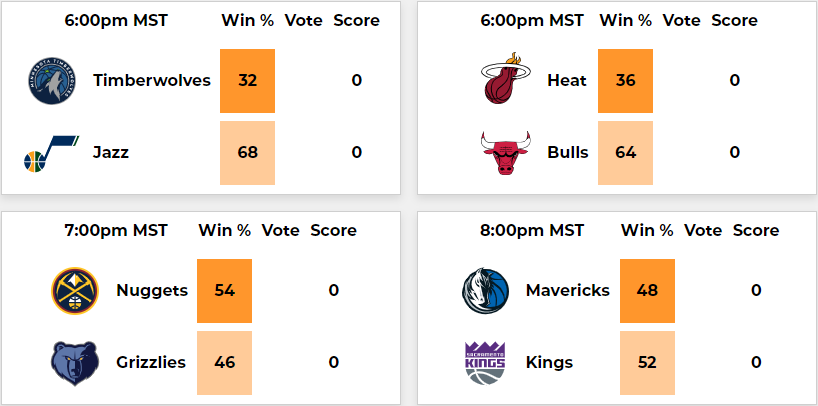 6:00pm MST Win % Vote Score
Timberwolves 32 0
Jazz 68 0
6:00pm MST Win % Vote Score
Heat 36 0
Bulls 64 0
7:00pm MST Win % Vote Score
Nuggets 54 0
Grizzlies 46 0
8:00pm MST Win % Vote Score
Mavericks 48 0
SACRAMENTO
KINGS
Kings 52 0